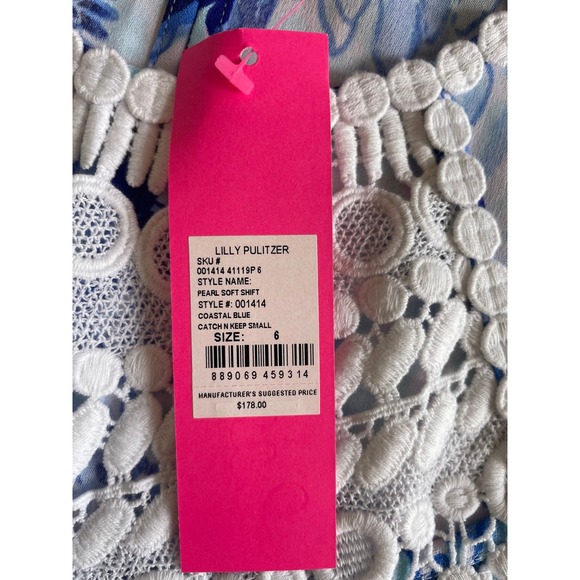 LILLY PULITZER
SKU #
001414 41119P 6
STYLE NAME:
PEARL SOFT SHIFT
STYLE #: 001414
COASTAL BLUE
CATCH N KEEP SMALL
SIZE: 6
889069 459314
MANUFACTURER'S SUGGESTED PRICE
$178.00